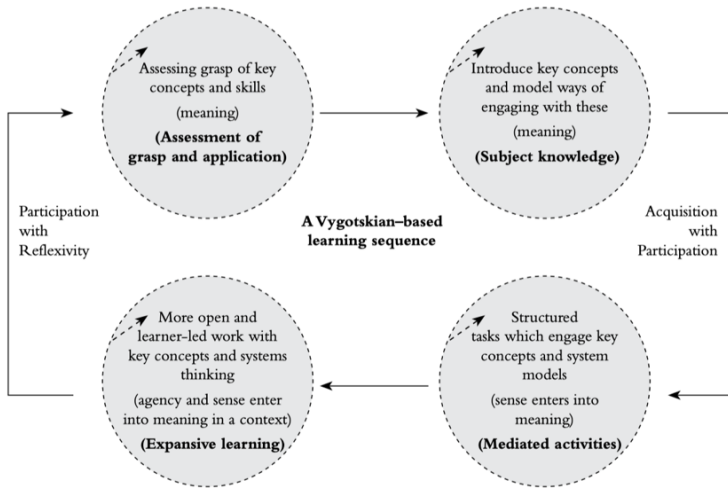 Assessing grasp of key
concepts and skills
(meaning)
(Assessment of
grasp and application)
Introduce key concepts
and model ways of
engaging with these
(meaning)
(Subject knowledge)
Participation
with
Reflexivity
A Vygotskian–based
learning sequence
Acquisition
with
Participation
More open and
learner-led work with
key concepts and systems
thinking
(agency and sense enter
into meaning in a context)
(Expansive learning)
Structured
tasks which engage key
concepts and system
models
(sense enters into
meaning)
(Mediated activities)